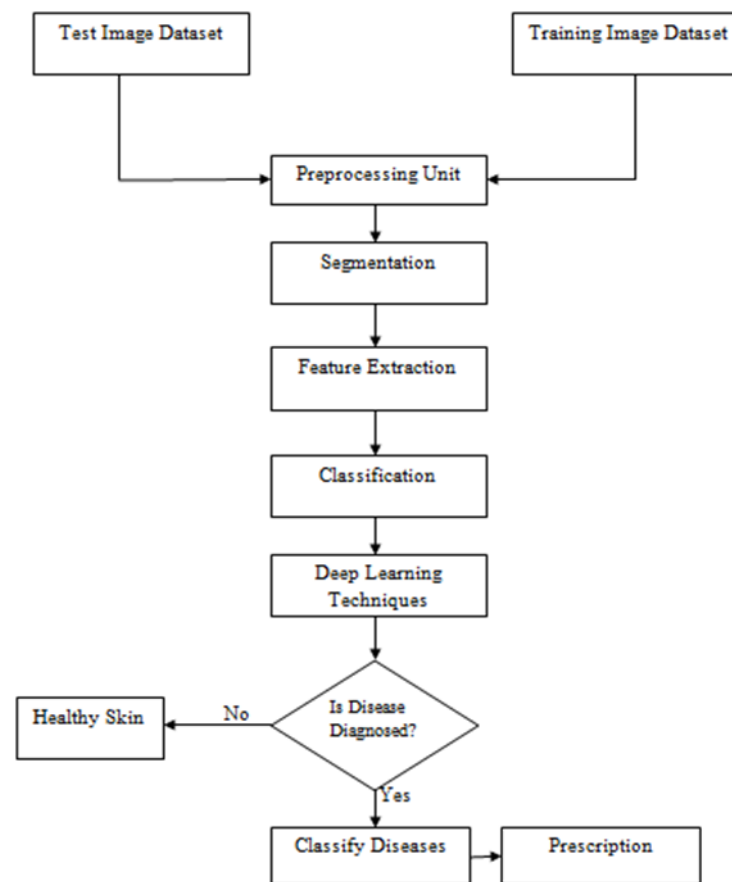 Test Image Dataset
Training Image Dataset
Preprocessing Unit
Segmentation
Feature Extraction
Classification
Deep Learning
Techniques
Is Disease
Diagnosed?
No
Healthy Skin
Yes
Classify Diseases
Prescription